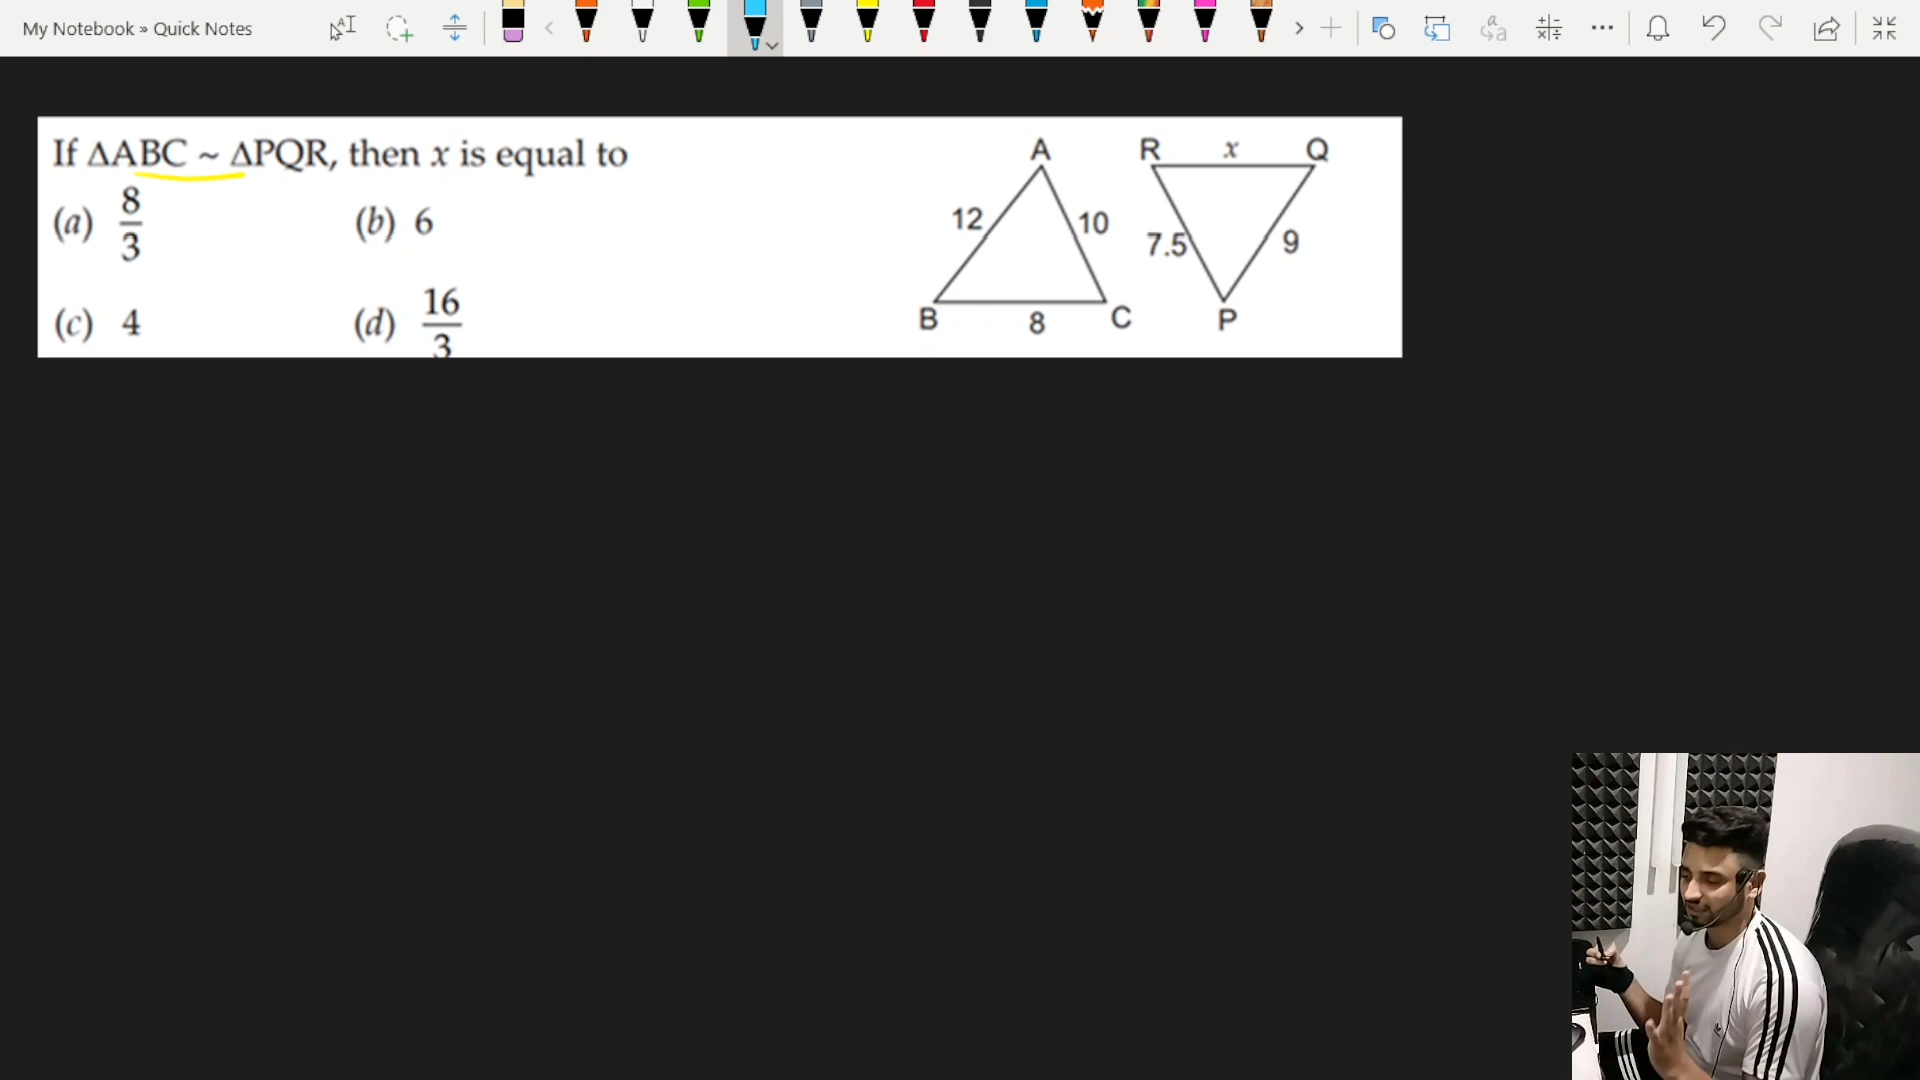 My Notebook » Quick Notes
If ΔABC ~ ΔPQR, then x is equal to
(a) 8/3 (b) 6
(c) 4 (d) 16/3
A
12 10
B 8 C
R x Q
7.5 9
P